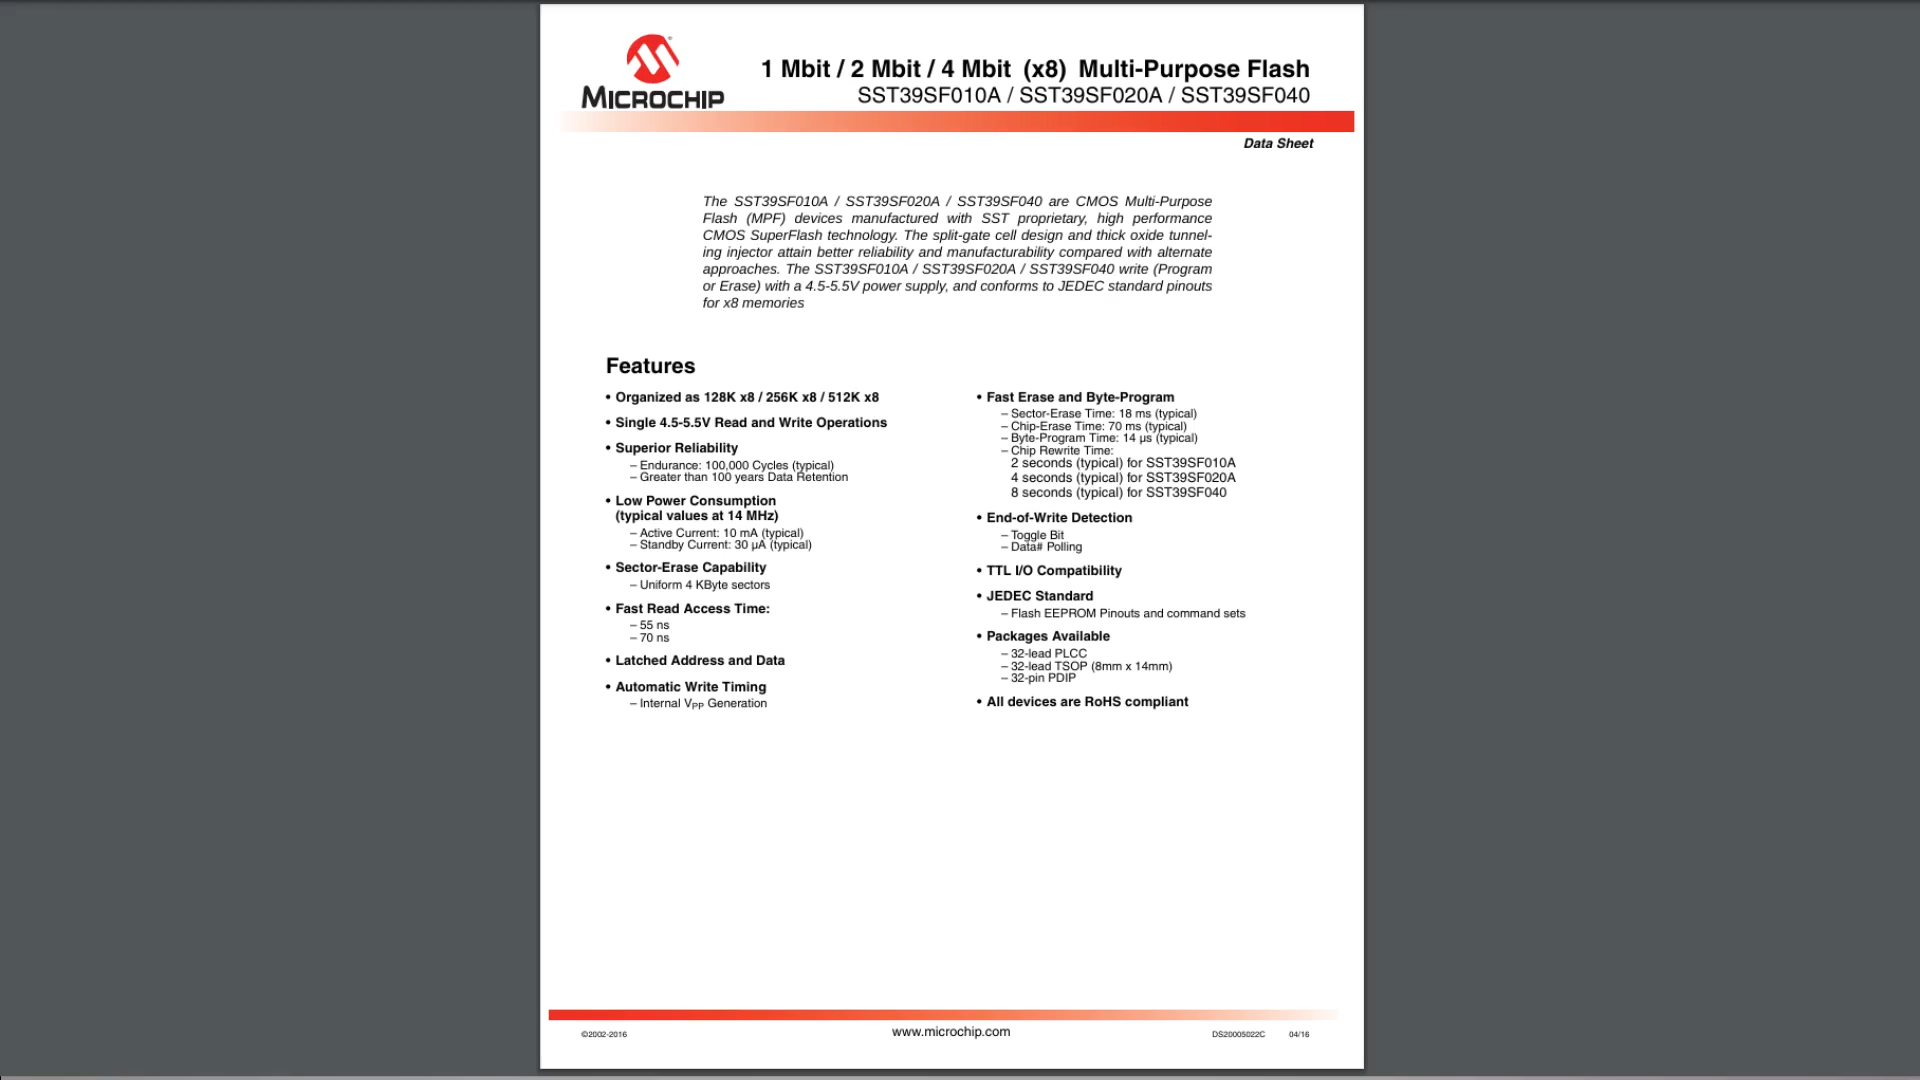 MICROCHIP
1 Mbit / 2 Mbit / 4 Mbit (x8) Multi-Purpose Flash
SST39SF010A / SST39SF020A / SST39SF040
Data Sheet
The SST39SF010A / SST39SF020A / SST39SF040 are CMOS Multi-Purpose
Flash (MPF) devices manufactured with SST proprietary, high performance
CMOS SuperFlash technology. The split-gate cell design and thick oxide tunnel-
ing injector attain better reliability and manufacturability compared with alternate
approaches. The SST39SF010A / SST39SF020A / SST39SF040 write (Program
or Erase) with a 4.5-5.5V power supply, and conforms to JEDEC standard pinouts
for x8 memories
Features
• Organized as 128K x8 / 256K x8 / 512K x8
• Single 4.5-5.5V Read and Write Operations
• Superior Reliability
– Endurance: 100,000 Cycles (typical)
– Greater than 100 years Data Retention
• Low Power Consumption
(typical values at 14 MHz)
– Active Current: 10 mA (typical)
– Standby Current: 30 µA (typical)
• Sector-Erase Capability
– Uniform 4 KByte sectors
• Fast Read Access Time:
– 55 ns
– 70 ns
• Latched Address and Data
• Automatic Write Timing
– Internal VPP Generation
• Fast Erase and Byte-Program
– Sector-Erase Time: 18 ms (typical)
– Chip-Erase Time: 70 ms (typical)
– Byte-Program Time: 14 µs (typical)
– Chip Rewrite Time:
2 seconds (typical) for SST39SF010A
4 seconds (typical) for SST39SF020A
8 seconds (typical) for SST39SF040
• End-of-Write Detection
– Toggle Bit
– Data# Polling
• TTL I/O Compatibility
• JEDEC Standard
– Flash EEPROM Pinouts and command sets
• Packages Available
– 32-lead PLCC
– 32-lead TSOP (8mm x 14mm)
– 32-pin PDIP
• All devices are RoHS compliant
©2002-2016
www.microchip.com
DS20005022C 04/16